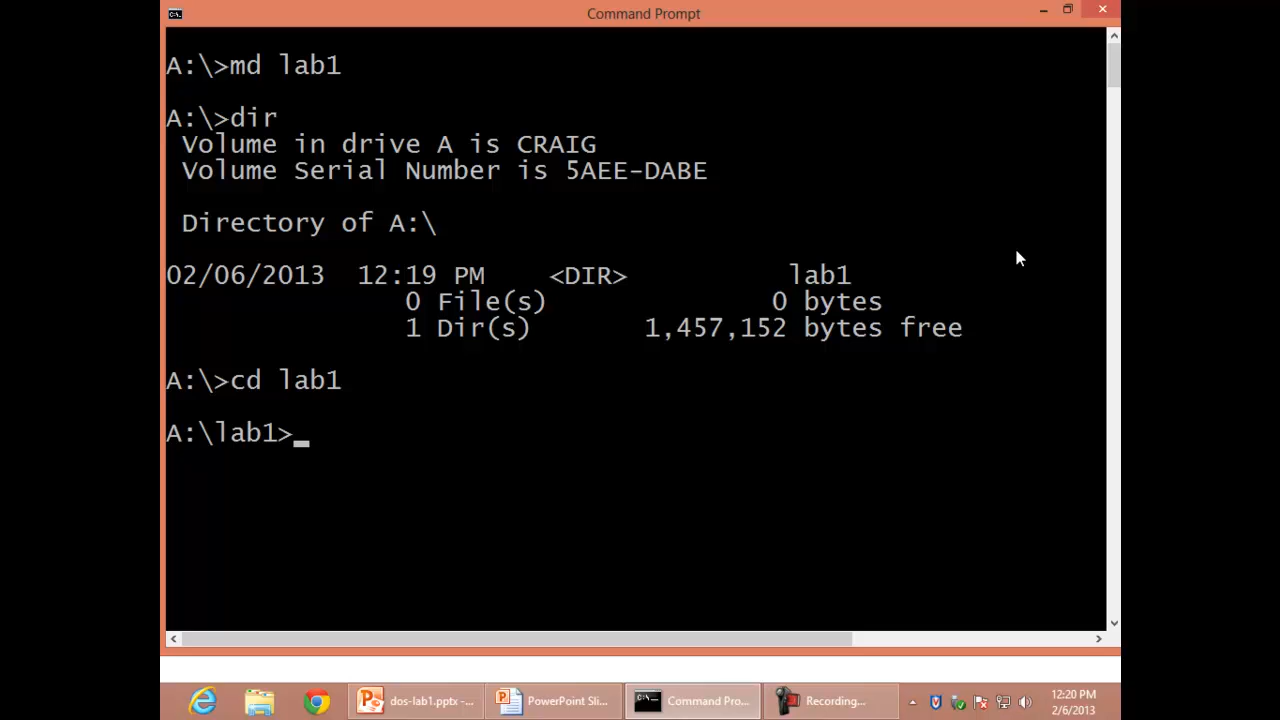 Command Prompt
A:\>md lab1
A:\>dir
Volume in drive A is CRAIG
Volume Serial Number is 5AEE-DABE
Directory of A:\
02/06/2013 12:19 PM <DIR> lab1
0 File(s) 0 bytes
1 Dir(s) 1,457,152 bytes free
A:\>cd lab1
A:\lab1>_
dos-lab1.pptx -... PowerPoint Sli... Command Pro... Recording... 12:20 PM
2/6/2013